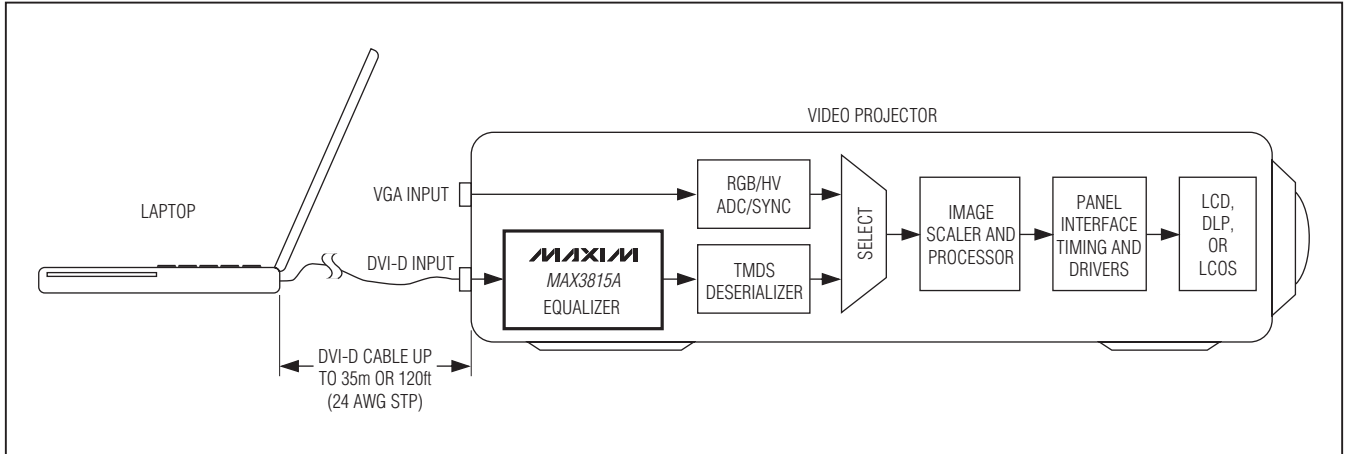 VIDEO PROJECTOR
LAPTOP
VGA INPUT
DVI-D INPUT
MAXIM
MAX3815A
EQUALIZER
RGB/HV
ADC/SYNC
TMDS
DESERIALIZER
SELECT
IMAGE
SCALER AND
PROCESSOR
PANEL
INTERFACE
TIMING AND
DRIVERS
LCD,
DLP,
OR
LCOS
DVI-D CABLE UP
TO 35m OR 120ft
(24 AWG STP)